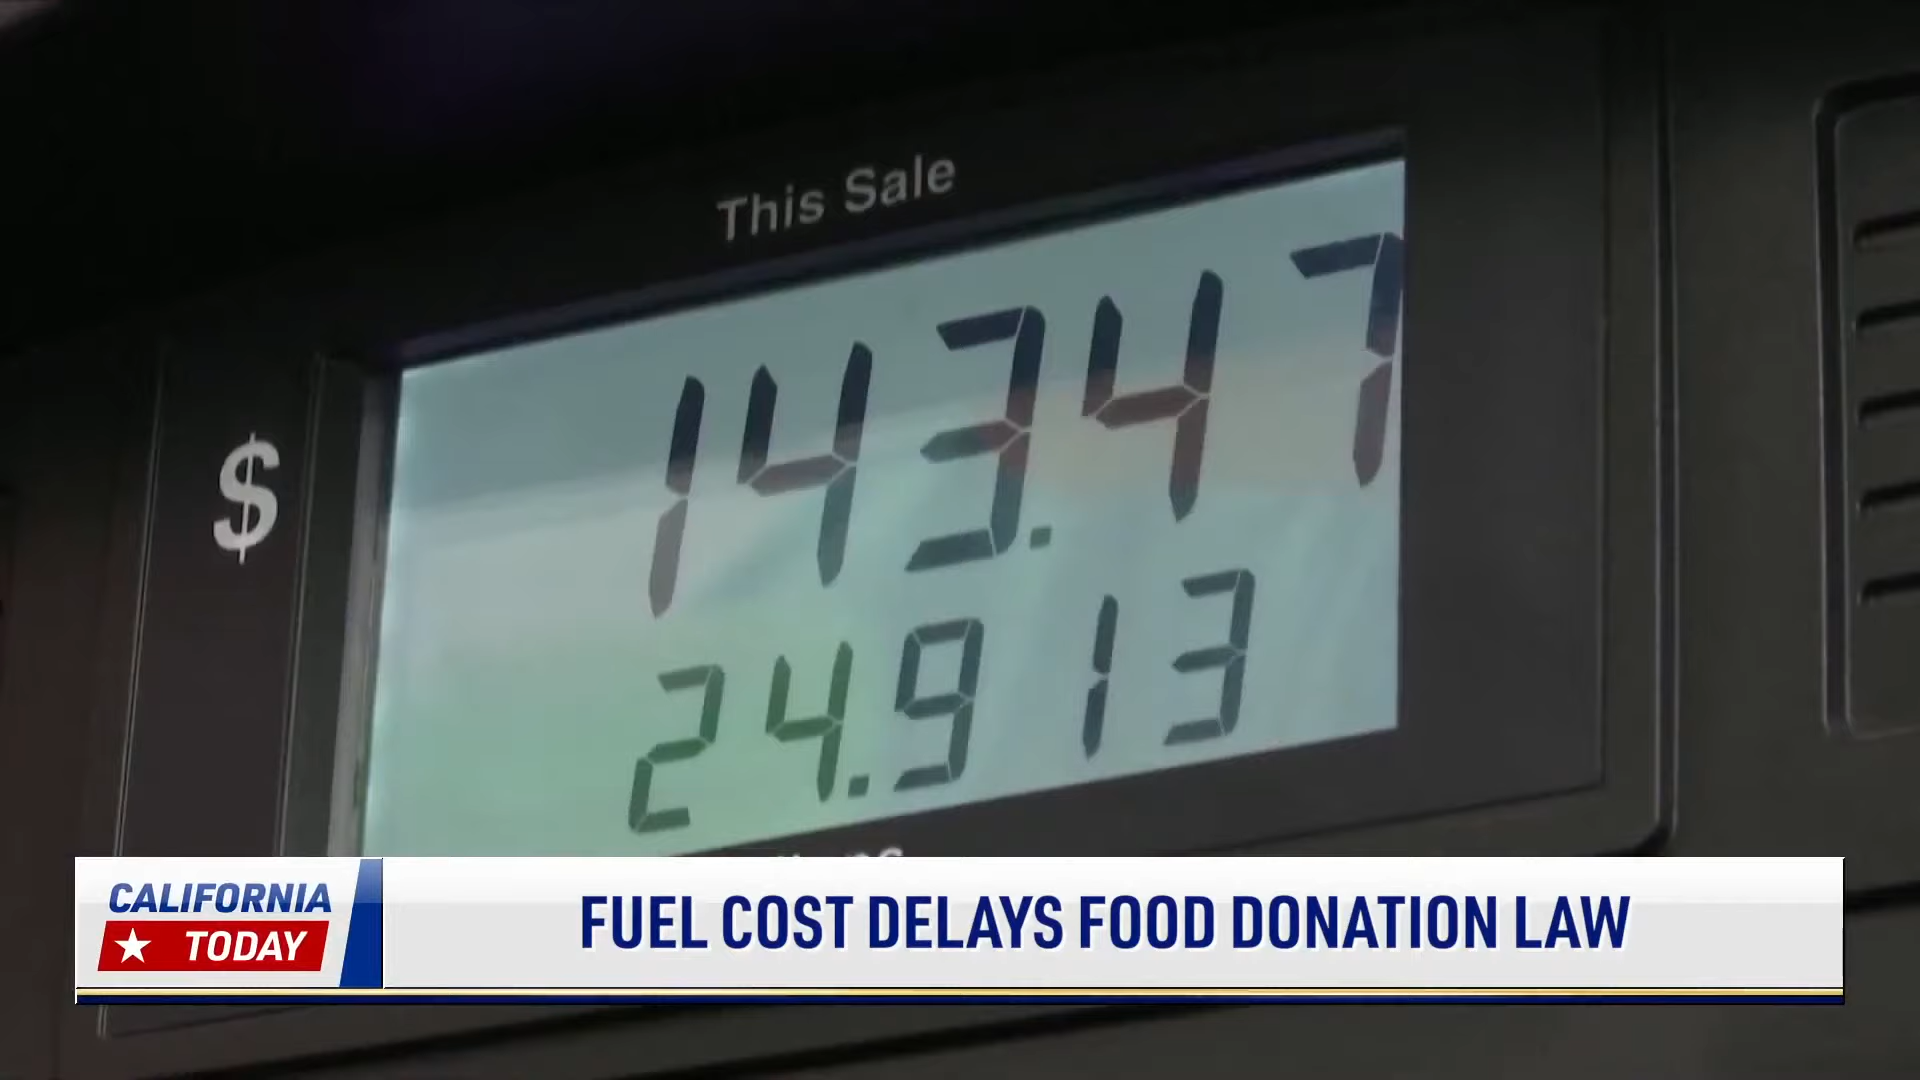 This Sale
$
143.47
24.913
CALIFORNIA
TODAY
FUEL COST DELAYS FOOD DONATION LAW